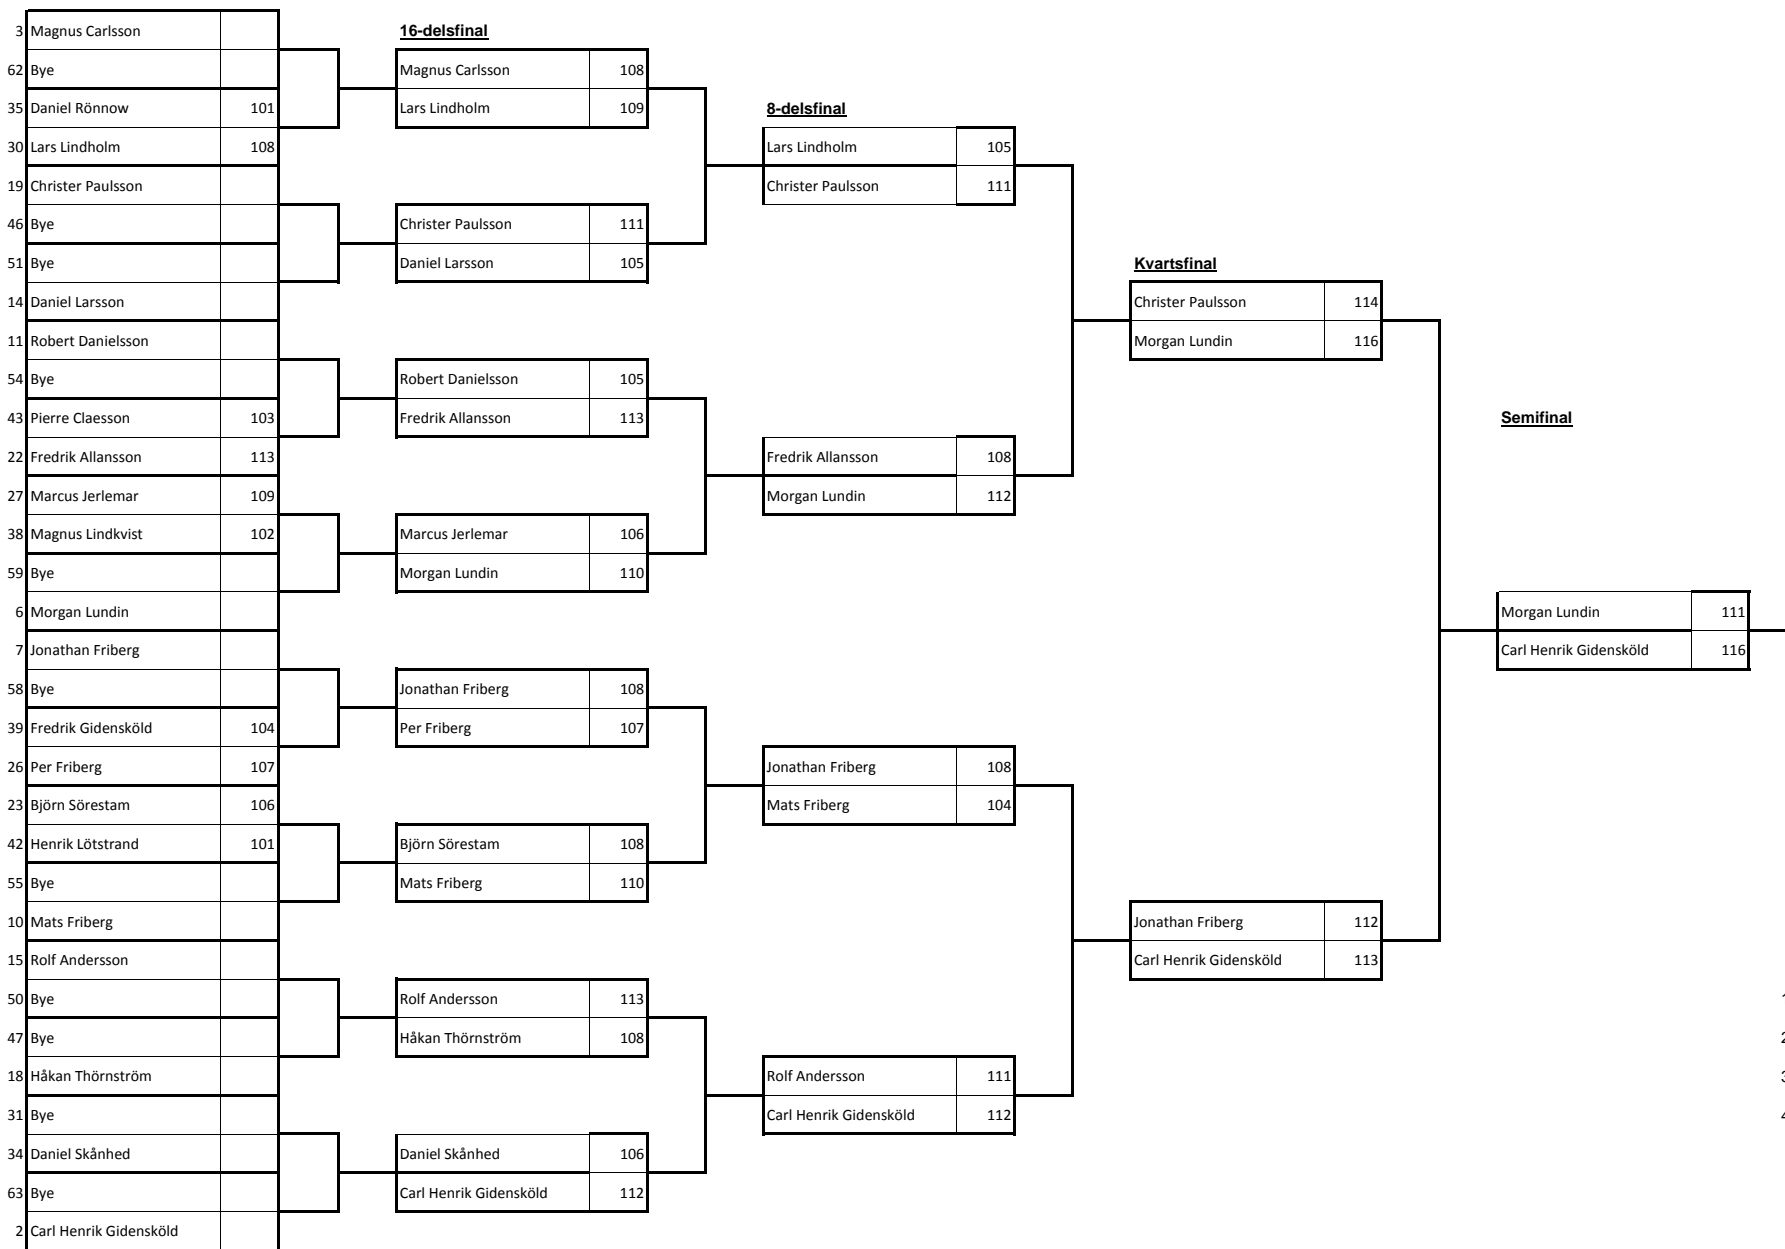 3 Magnus Carlsson 16-delsfinal
62 Bye Magnus Carlsson 108
35 Daniel Rönnow 101 Lars Lindholm 109 8-delsfinal
30 Lars Lindholm 108 Lars Lindholm 105
19 Christer Paulsson Christer Paulsson 111
46 Bye Christer Paulsson 111
51 Bye Daniel Larsson 105 Kvartsfinal
14 Daniel Larsson Christer Paulsson 114
11 Robert Danielsson Morgan Lundin 116
54 Bye Robert Danielsson 105
43 Pierre Claesson 103 Fredrik Allansson 113 Semifinal
22 Fredrik Allansson 113 Fredrik Allansson 108
27 Marcus Jerlemar 109 Morgan Lundin 112
38 Magnus Lindkvist 102 Marcus Jerlemar 106
59 Bye Morgan Lundin 110
6 Morgan Lundin Morgan Lundin 111
7 Jonathan Friberg Carl Henrik Gidensköld 116
58 Bye Jonathan Friberg 108
39 Fredrik Gidensköld 104 Per Friberg 107
26 Per Friberg 107 Jonathan Friberg 108
23 Björn Sörestam 106 Mats Friberg 104
42 Henrik Lötstrand 101 Björn Sörestam 108
55 Bye Mats Friberg 110
10 Mats Friberg Jonathan Friberg 112
15 Rolf Andersson Carl Henrik Gidensköld 113
50 Bye Rolf Andersson 113
47 Bye Håkan Thörnström 108 2
18 Håkan Thörnström Rolf Andersson 111 3
31 Bye Carl Henrik Gidensköld 112 4
34 Daniel Skånhed Daniel Skånhed 106
63 Bye Carl Henrik Gidensköld 112
2 Carl Henrik Gidensköld